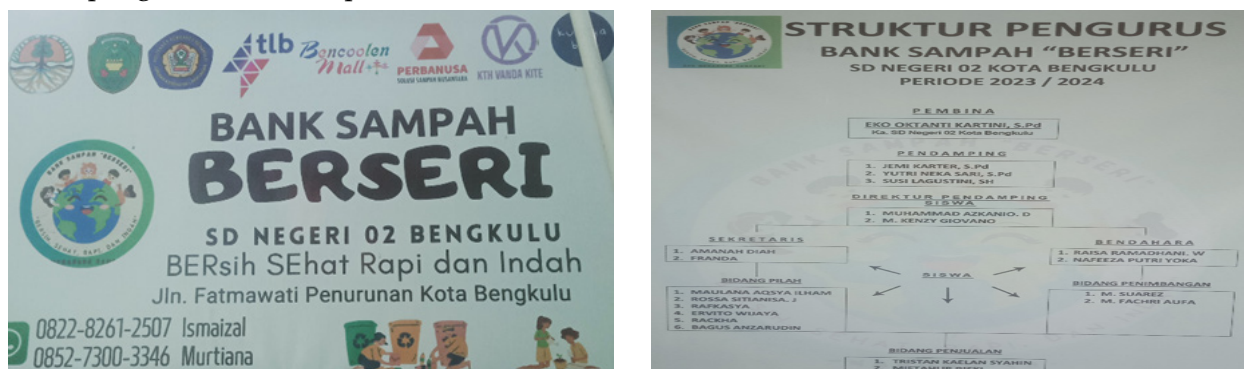 tlb
Bencoolen
Mall
PERBANUSA
KTH VANDA KITE
BANK SAMPAH
BERSERI
BANK SAMPAH "BERSERI"
SD NEGERI 02 BENGKULU
BERsih SEhat Rapi dan Indah
Jln. Fatmawati Penurunan Kota Bengkulu
0822-8261-2507 Ismaizal
0852-7300-3346 Murtiana
STRUKTUR PENGURUS
BANK SAMPAH "BERSERI"
SD NEGERI 02 KOTA BENGKULU
PERIODE 2023 / 2024
PEMBINA
EKO OKTANTI KARTINI, S.Pd
Ka. SD Negeri 02 Kota Bengkulu
PENDAMPING
1. JEMI KARTER, S.Pd
2. YUTRI NEKA SARI, S.Pd
3. SUSI LAGUSTINI, SH
DIREKTUR PENDAMPING
SISWA
1. MUHAMMAD AZKANIO. D
2. M. KENZY GIOVANO
SEKRETARIS
1. AMANAH DIAH
2. FRANDA
BENDAHARA
1. RAISA RAMADHANI. W
2. NAFEEZA PUTRI YOKA
SISWA
BIDANG PILAH
1. MAULANA AQSYA ILHAM
2. ROSSA SITIANISA. J
3. RAFKASYA
4. ERVITO WIJAYA
5. RACKHA
6. BAGUS ANZARUDIN
BIDANG PENIMBANGAN
1. M. SUAREZ
2. M. FACHRI AUFA
BIDANG PENJUALAN
1. TRISTAN KAELAN SYAHIN